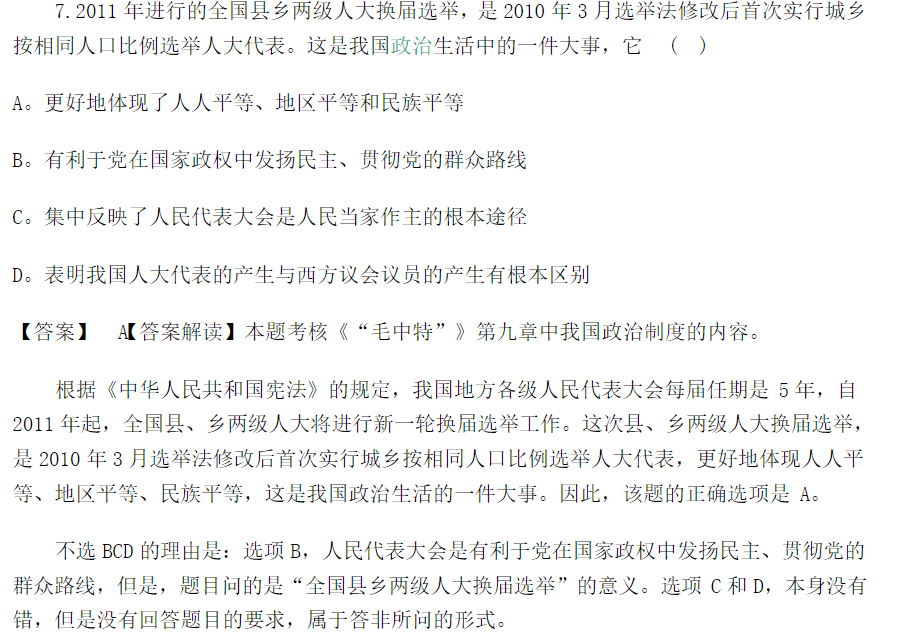 7.2011 年进行的全国县乡两级人大换届选举，是 2010 年 3 月选举法修改后首次实行城乡
按相同人口比例选举人大代表。这是我国政治生活中的一件大事，它 ( )
A。更好地体现了人人平等、地区平等和民族平等
B。有利于党在国家政权中发扬民主、贯彻党的群众路线
C。集中反映了人民代表大会是人民当家作主的根本途径
D。表明我国人大代表的产生与西方议会议员的产生有根本区别
【答案】 A【答案解读】本题考核《“毛中特”》第九章中我国政治制度的内容。
根据《中华人民共和国宪法》的规定，我国地方各级人民代表大会每届任期是 5 年，自
2011 年起，全国县、乡两级人大将进行新一轮换届选举工作。这次县、乡两级人大换届选举，
是 2010 年 3 月选举法修改后首次实行城乡按相同人口比例选举人大代表，更好地体现人人平
等、地区平等、民族平等，这是我国政治生活的一件大事。因此，该题的正确选项是 A。
不选 BCD 的理由是：选项 B，人民代表大会是有利于党在国家政权中发扬民主、贯彻党的
群众路线，但是，题目问的是“全国县乡两级人大换届选举”的意义。选项 C 和 D，本身没有
错，但是没有回答题目的要求，属于答非所问的形式。